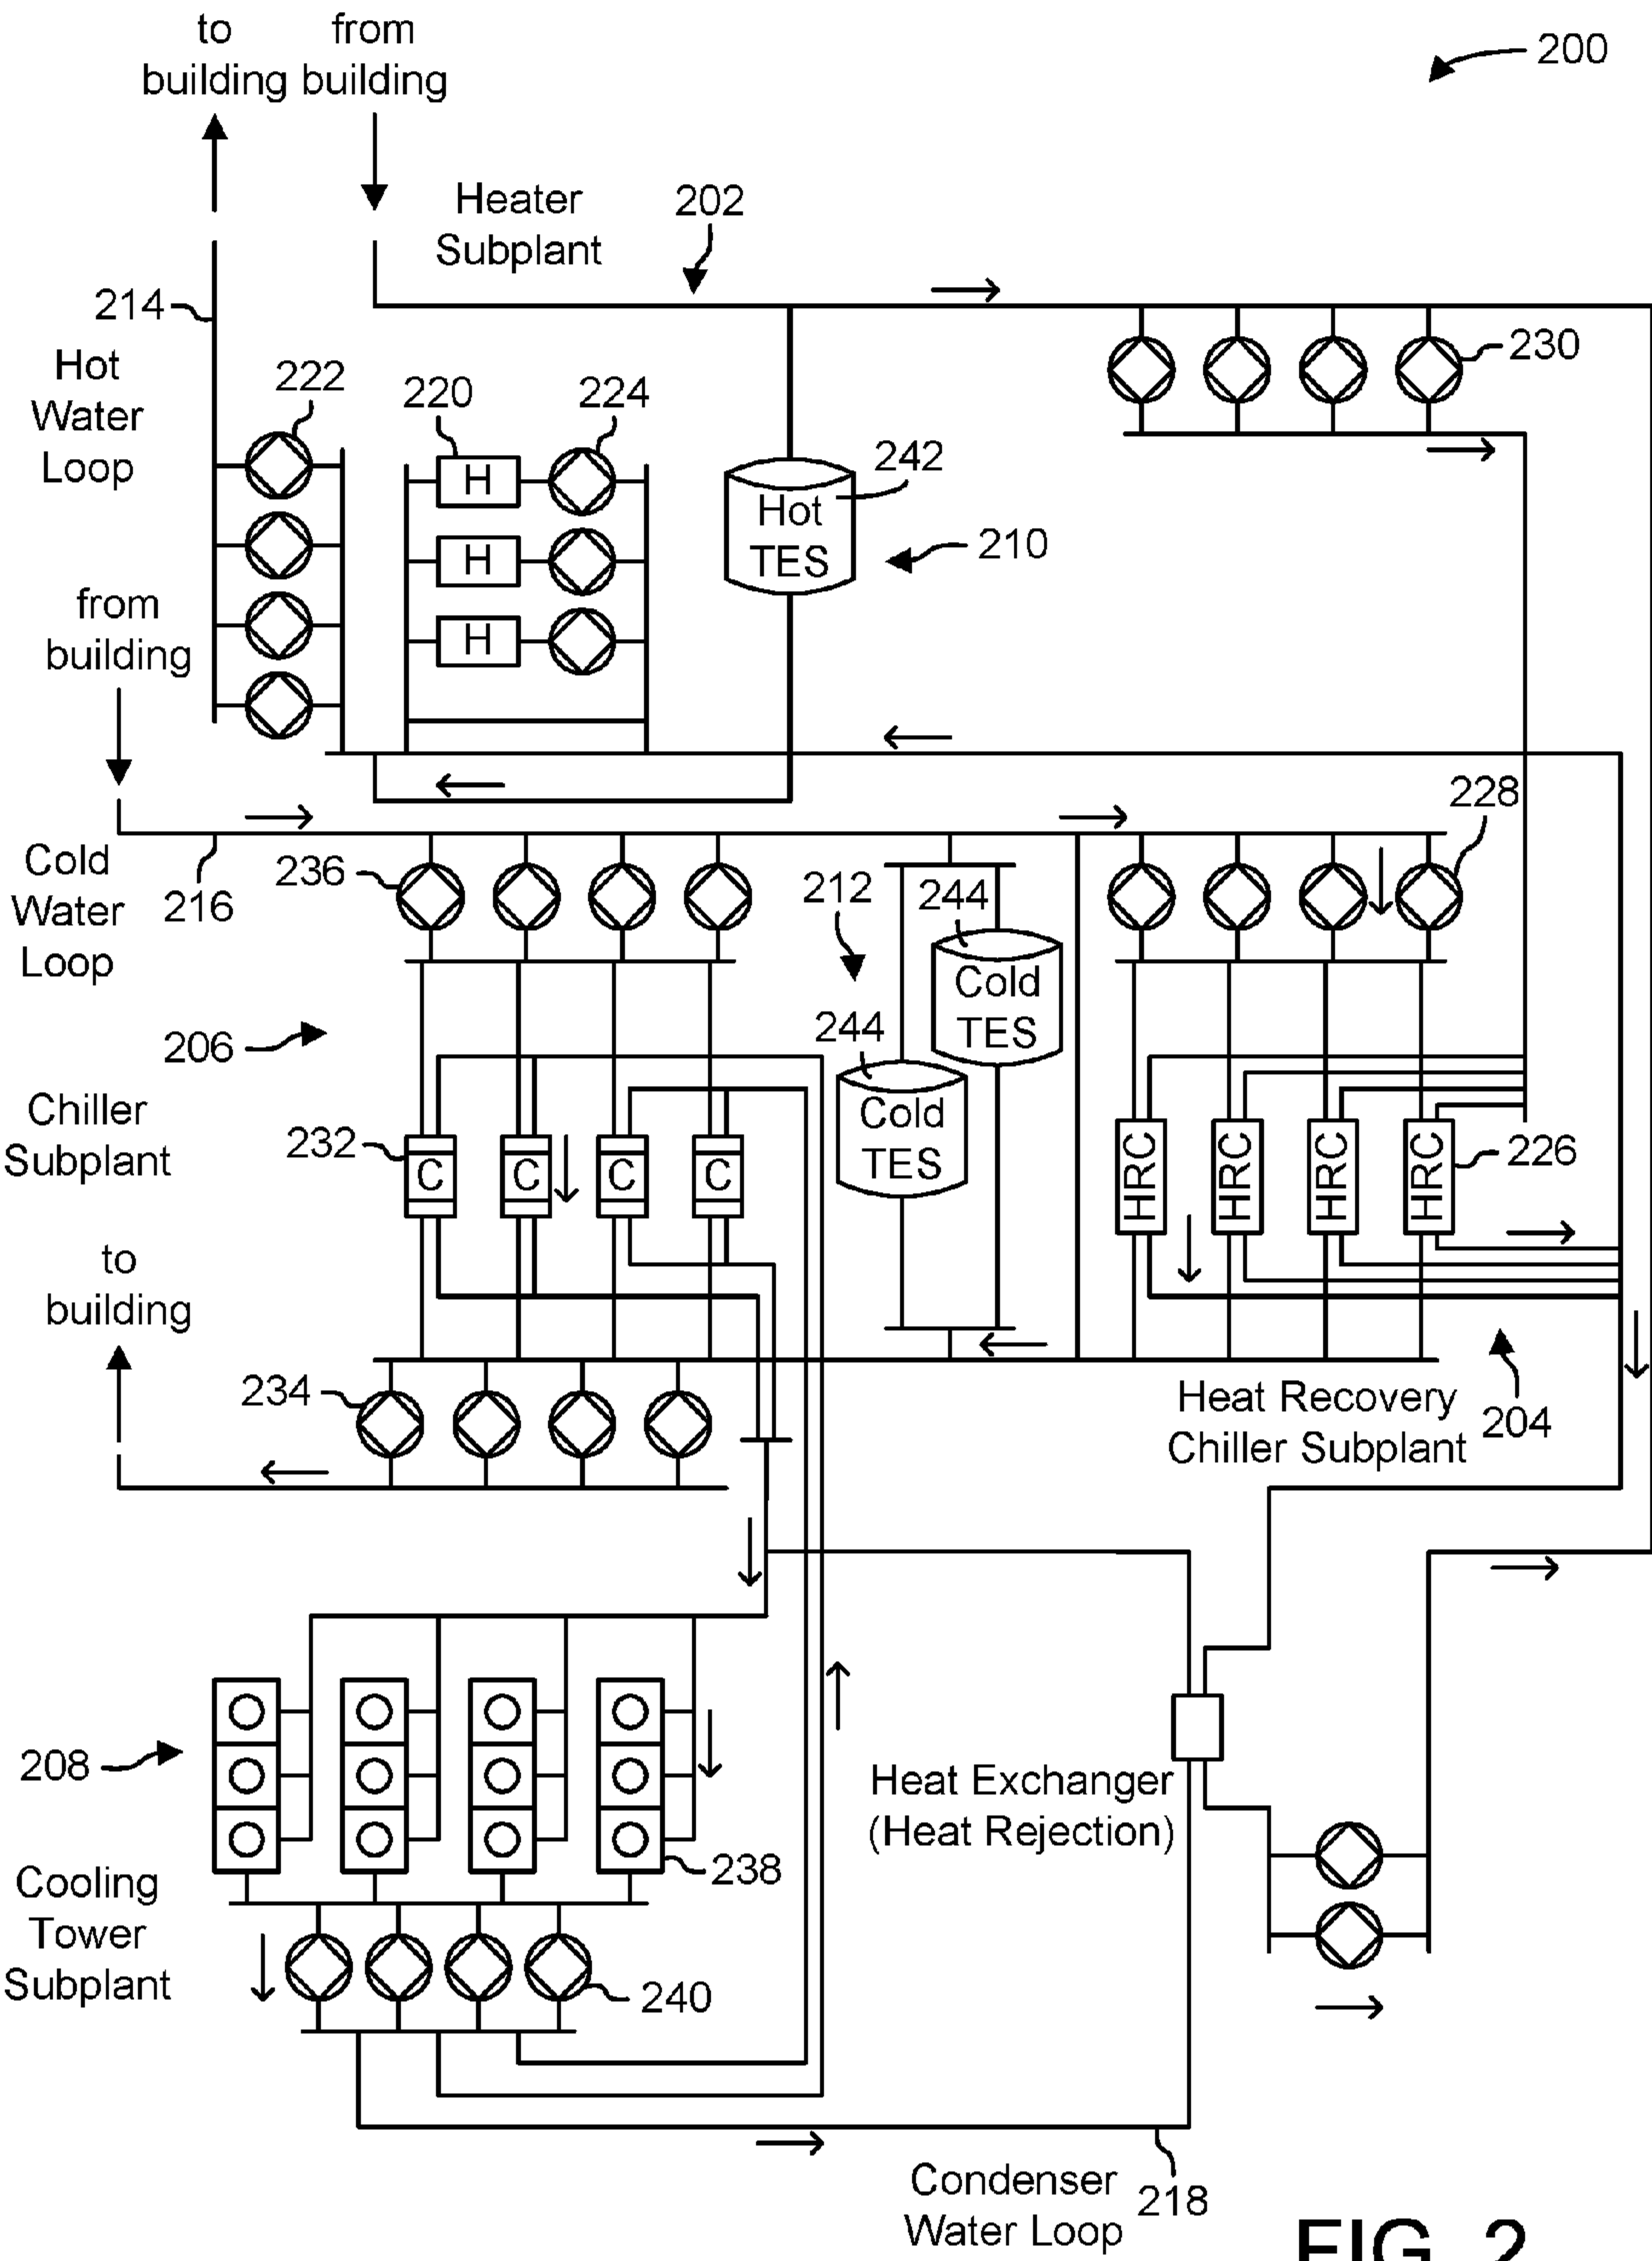 to
building
from
building
200
Heater
Subplant
202
214
Hot
Water
Loop
222
220
224
230
H
H
H
Hot
TES
242
210
from
building
228
Cold
Water
Loop
216
236
212
244
244
Cold
TES
Cold
TES
206
Chiller
Subplant
232
C
C
C
C
HRC
HRC
HRC
HRC
226
to
building
234
Heat Recovery
Chiller Subplant
204
208
Cooling
Tower
Subplant
238
240
Heat Exchanger
(Heat Rejection)
Condenser
Water Loop
218
FIG. 2